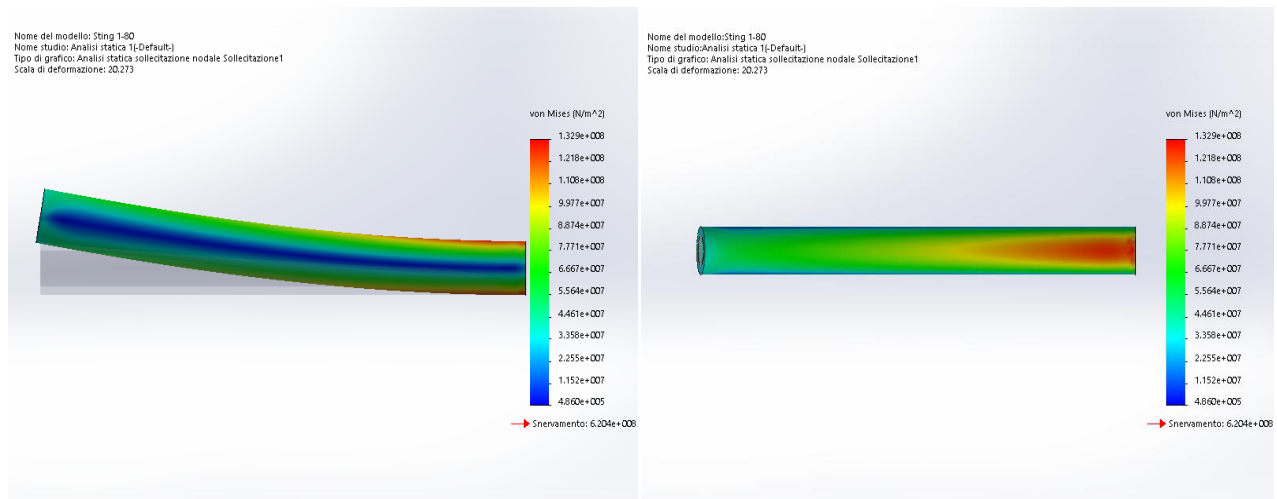 Nome del modello: Sting 1-80
Nome studio: Analisi statica 1(-Default-)
Tipo di grafico: Analisi statica sollecitazione nodale Sollecitazione1
Scala di deformazione: 20.273
von Mises (N/m^2)
1.329e+008
1.218e+008
1.108e+008
9.977e+007
8.874e+007
7.771e+007
6.667e+007
5.564e+007
4.461e+007
3.358e+007
2.255e+007
1.152e+007
4.860e+005
Snervamento: 6.204e+008
Nome del modello:Sting 1-80
Nome studio:Analisi statica 1(-Default-)
Tipo di grafico: Analisi statica sollecitazione nodale Sollecitazione1
Scala di deformazione: 20.273
von Mises (N/m^2)
1.329e+008
1.218e+008
1.108e+008
9.977e+007
8.874e+007
7.771e+007
6.667e+007
5.564e+007
4.461e+007
3.358e+007
2.255e+007
1.152e+007
4.860e+005
Snervamento: 6.204e+008